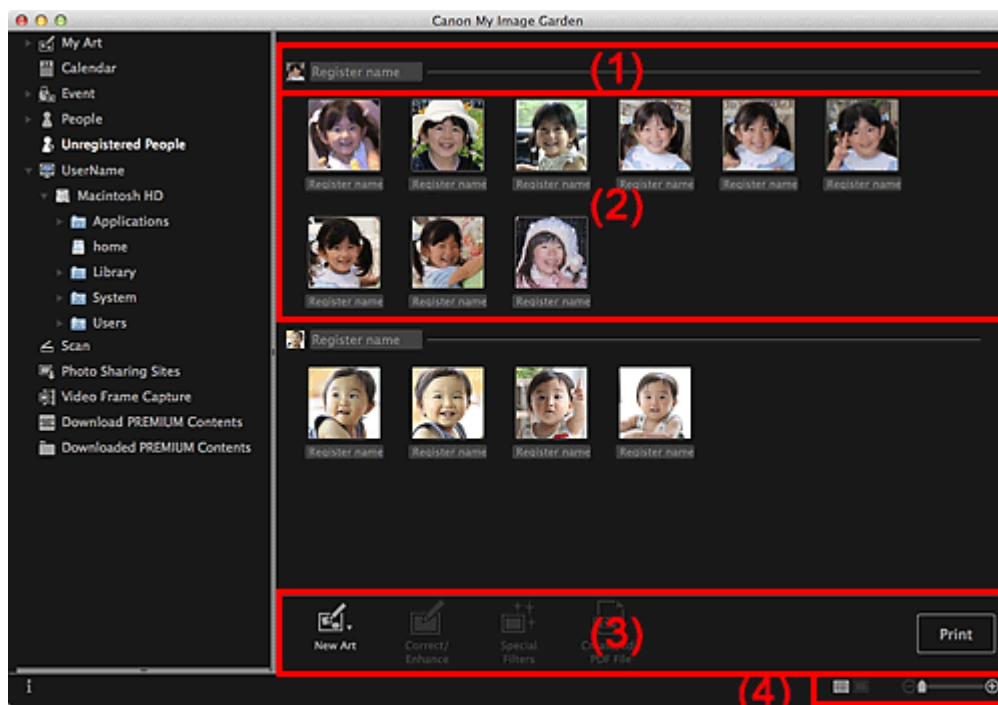 Canon My Image Garden
My Art
Calendar
Event
People
Unregistered People
UserName
Macintosh HD
Applications
home
Library
System
Users
Scan
Photo Sharing Sites
Video Frame Capture
Download PREMIUM Contents
Downloaded PREMIUM Contents
Register name
(1)
Register name Register name Register name Register name Register name Register name
(2)
Register name Register name Register name
Register name
Register name Register name Register name Register name
New Art
Correct/
Enhance
Special
Filters
PDF File
(3)
Print
i
(4)